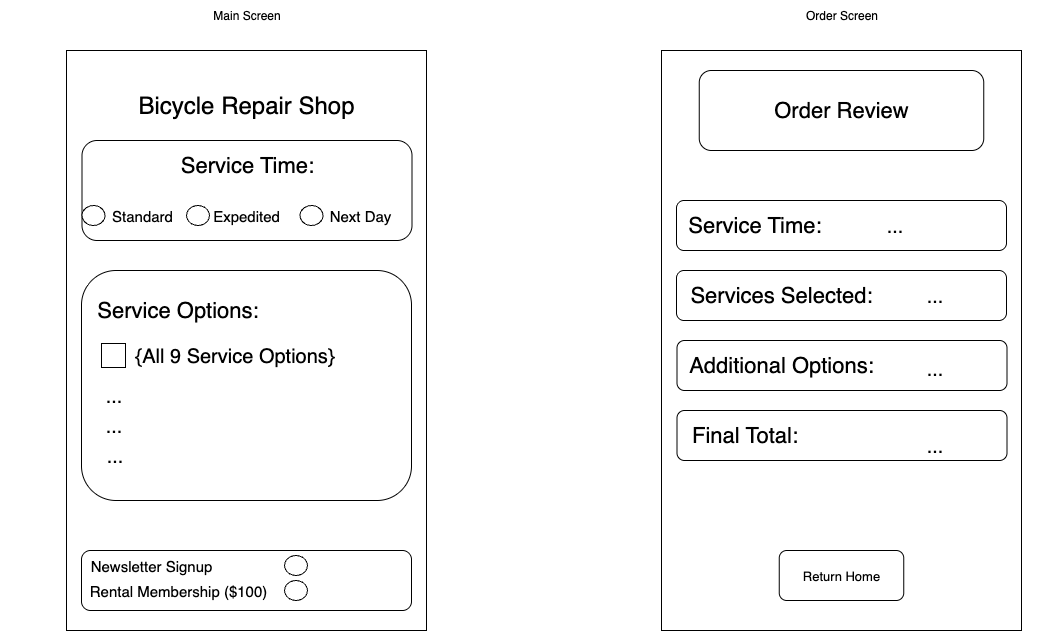 Main Screen
Bicycle Repair Shop
Service Time:
Standard Expedited Next Day
Service Options:
{All 9 Service Options}
...
...
...
Newsletter Signup
Rental Membership ($100)
Order Screen
Order Review
Service Time: ...
Services Selected: ...
Additional Options: ...
Final Total: ...
Return Home